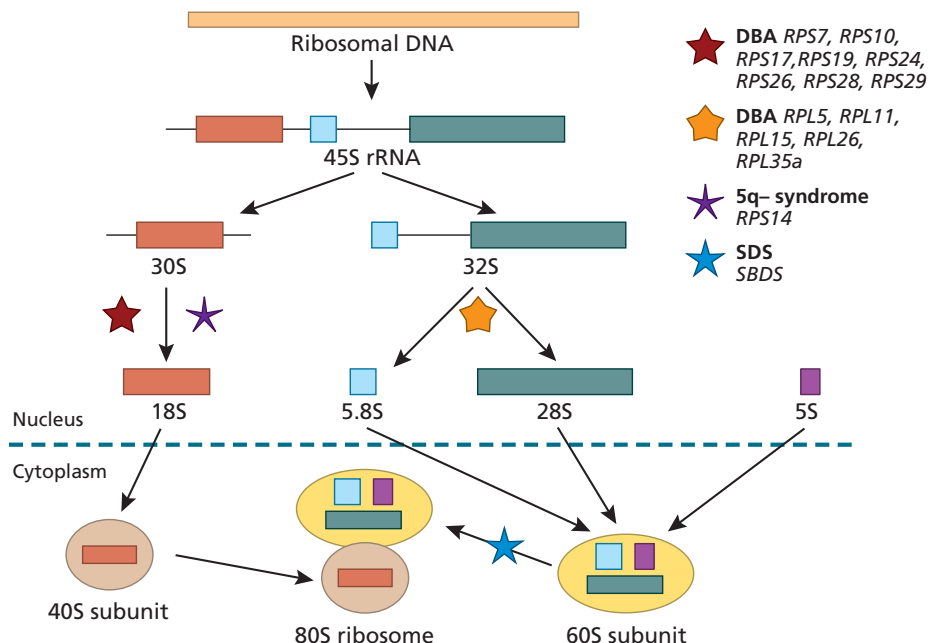 Ribosomal DNA
45S rRNA
30S
32S
18S
5.8S
28S
5S
Nucleus
Cytoplasm
40S subunit
80S ribosome
60S subunit
DBA RPS7, RPS10,
RPS17,RPS19, RPS24,
RPS26, RPS28, RPS29
DBA RPL5, RPL11,
RPL15, RPL26,
RPL35a
5q– syndrome
RPS14
SDS
SBDS